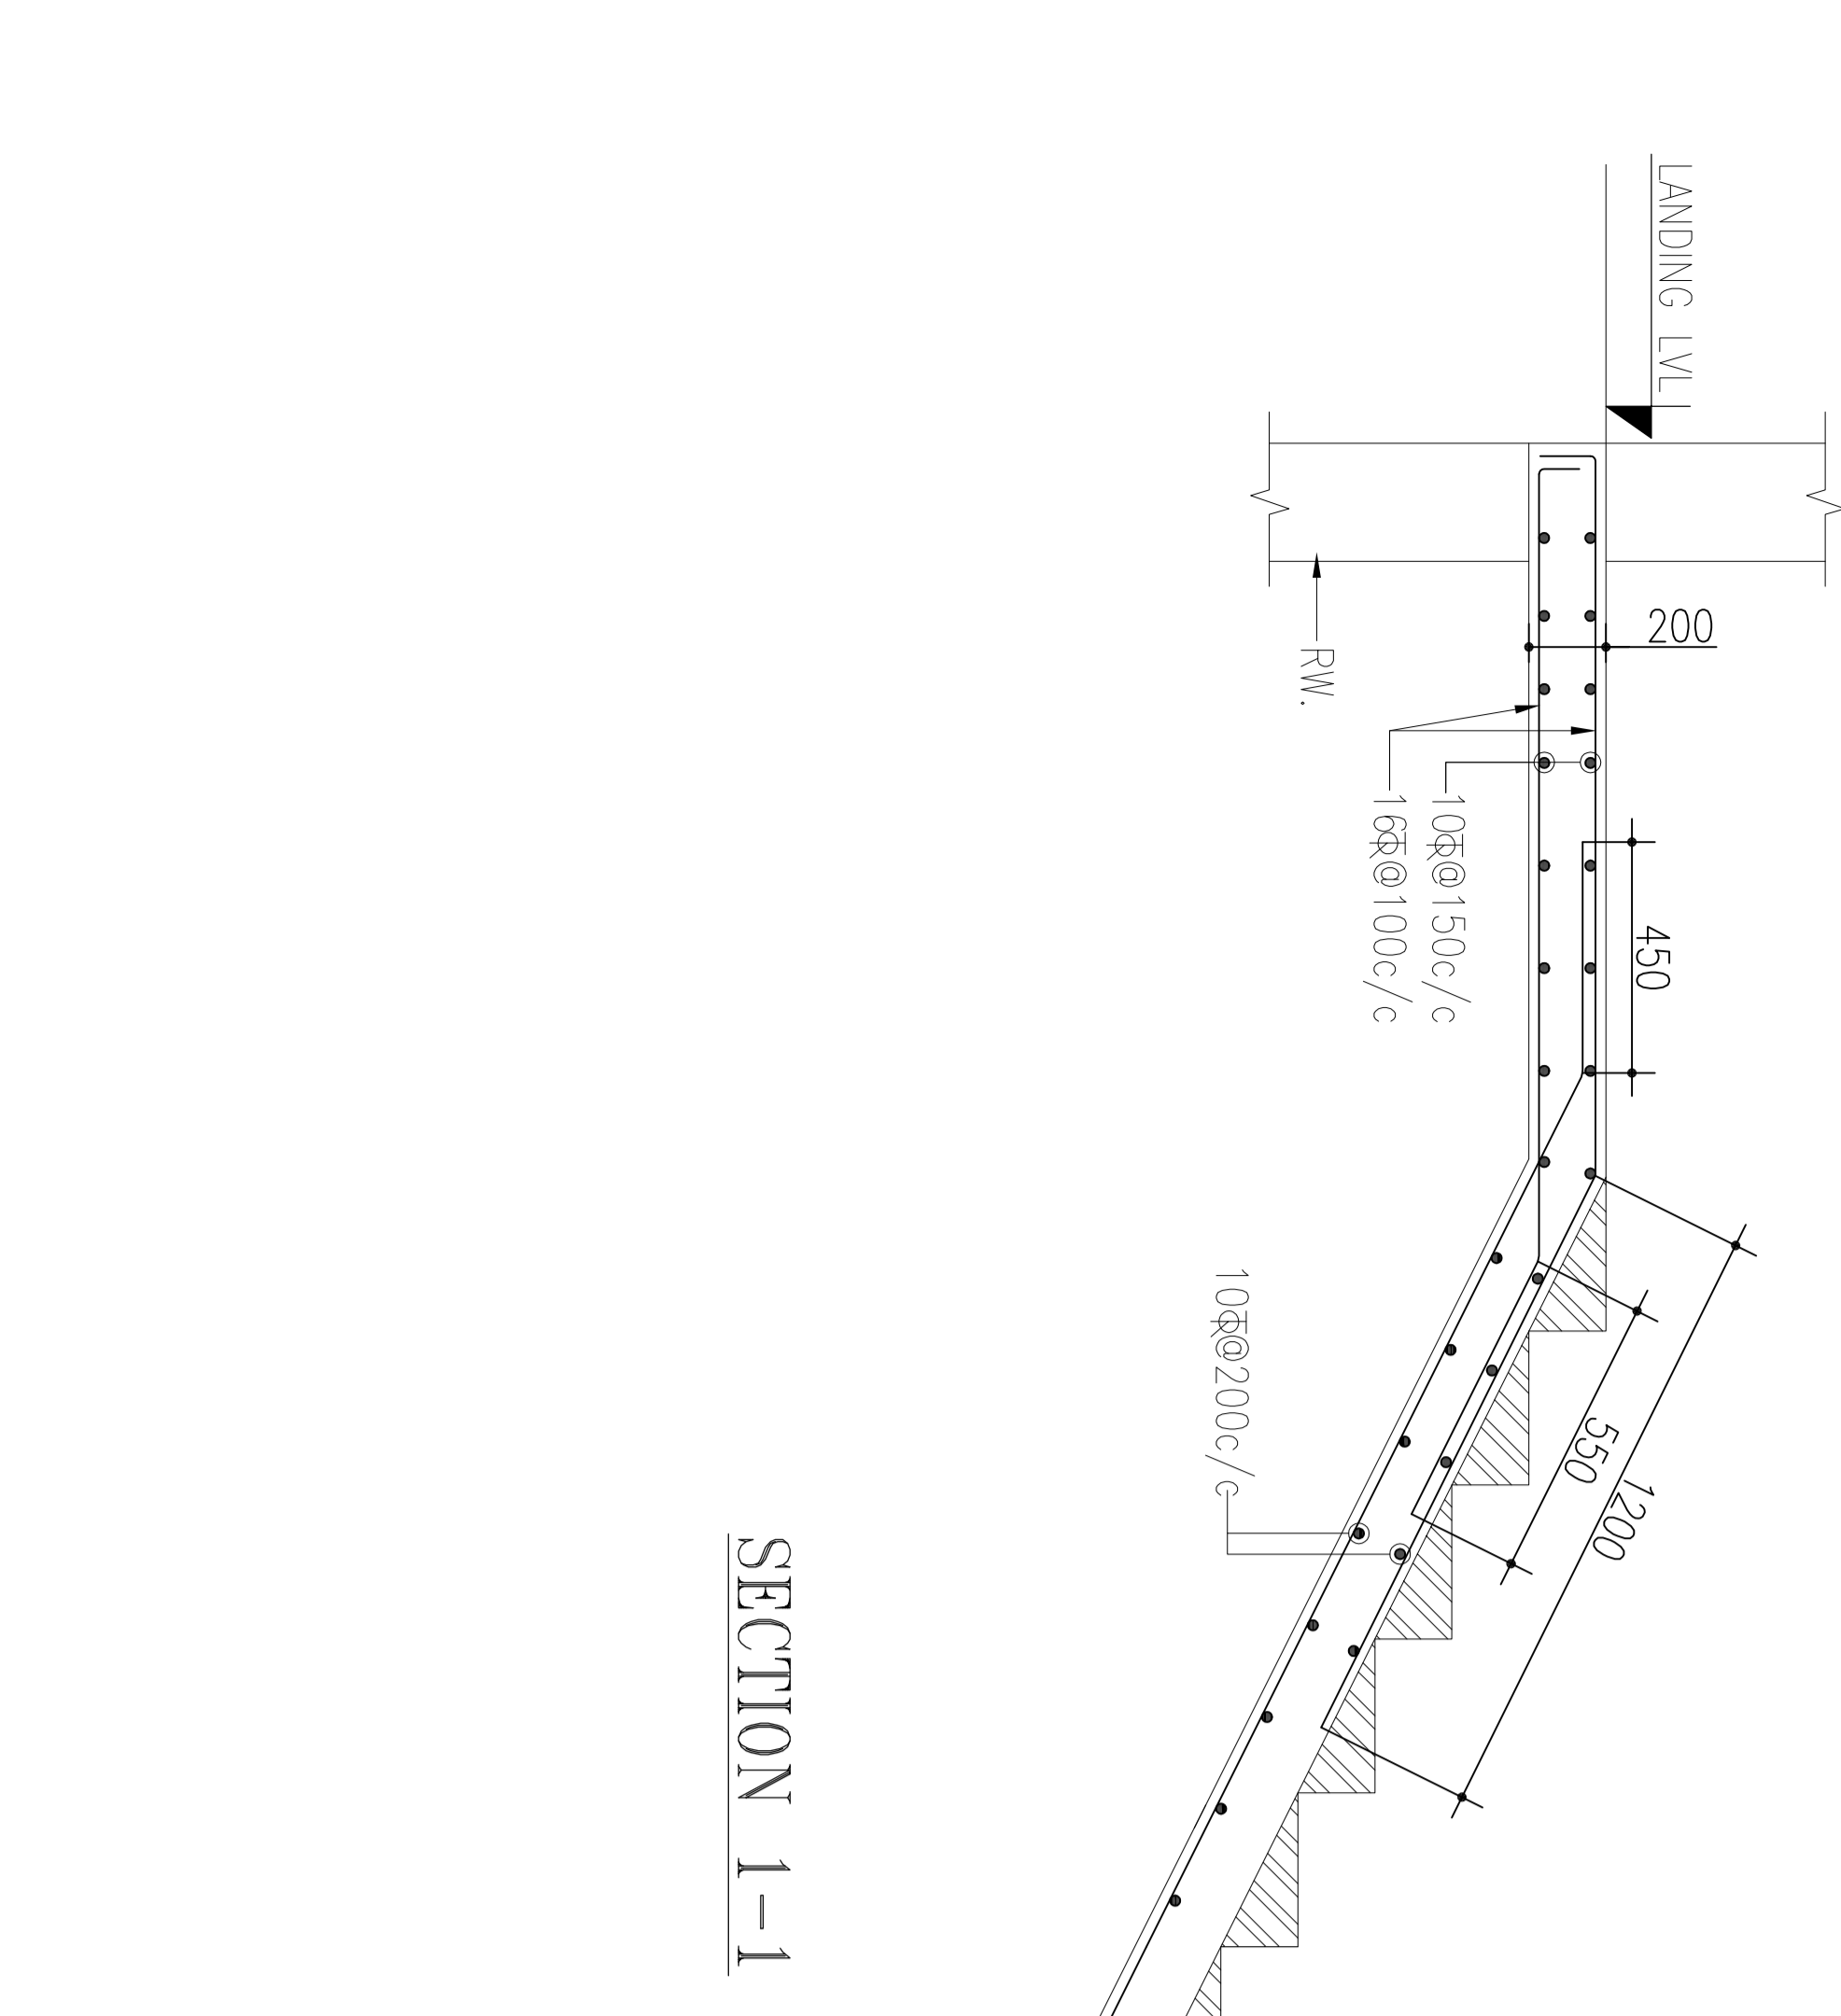 LANDING LVL
200
450
1200
550
10Φ@150c/c
16Φ@100c/c
RW.
10Φ@200c/c
SECTION 1-1